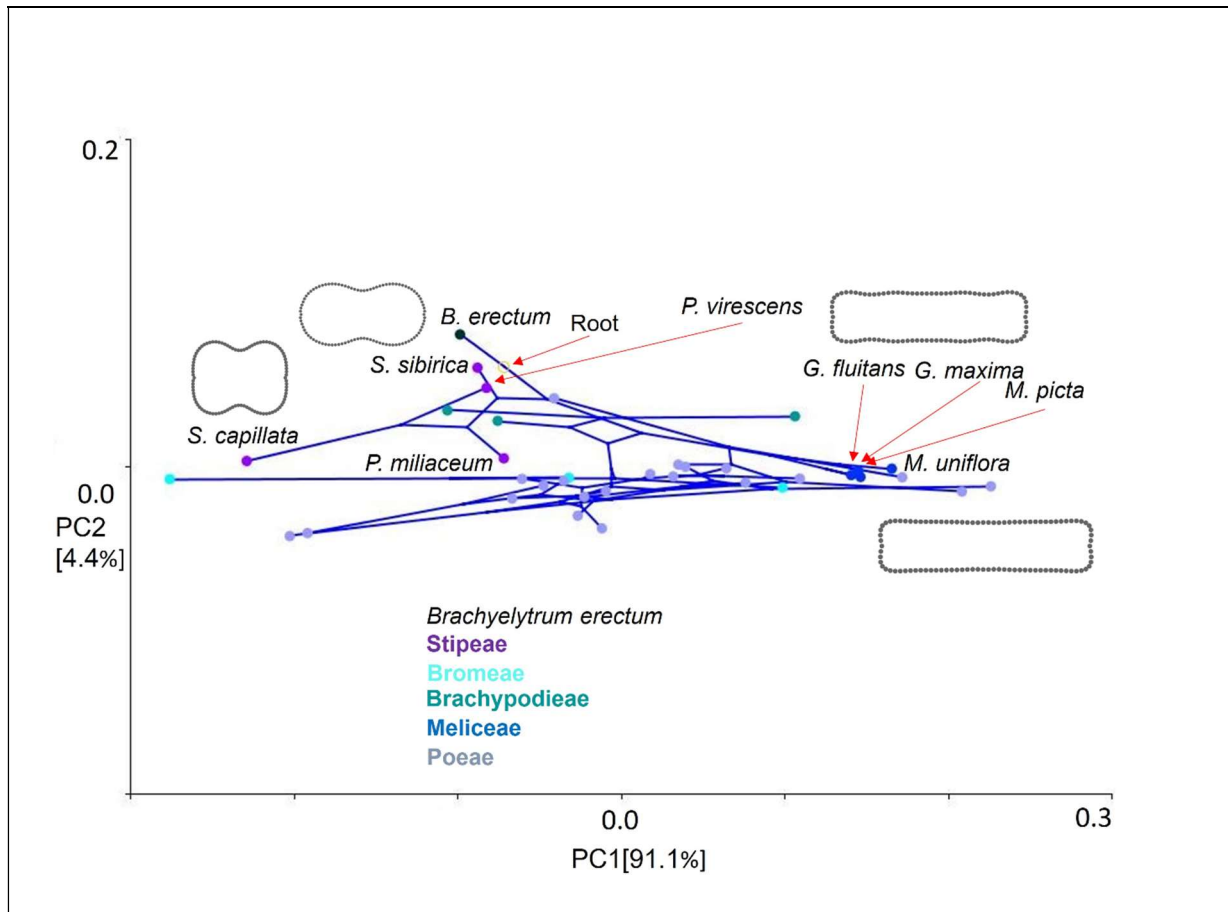 0.2
B. erectum
Root
P. virescens
S. sibirica
G. fluitans
G. maxima
M. picta
S. capillata
P. miliaceum
M. uniflora
0.0
PC2
[4.4%]
Brachyelytrum erectum
Stipeae
Bromeae
Brachypodieae
Meliceae
Poeae
0.0
0.3
PC1[91.1%]